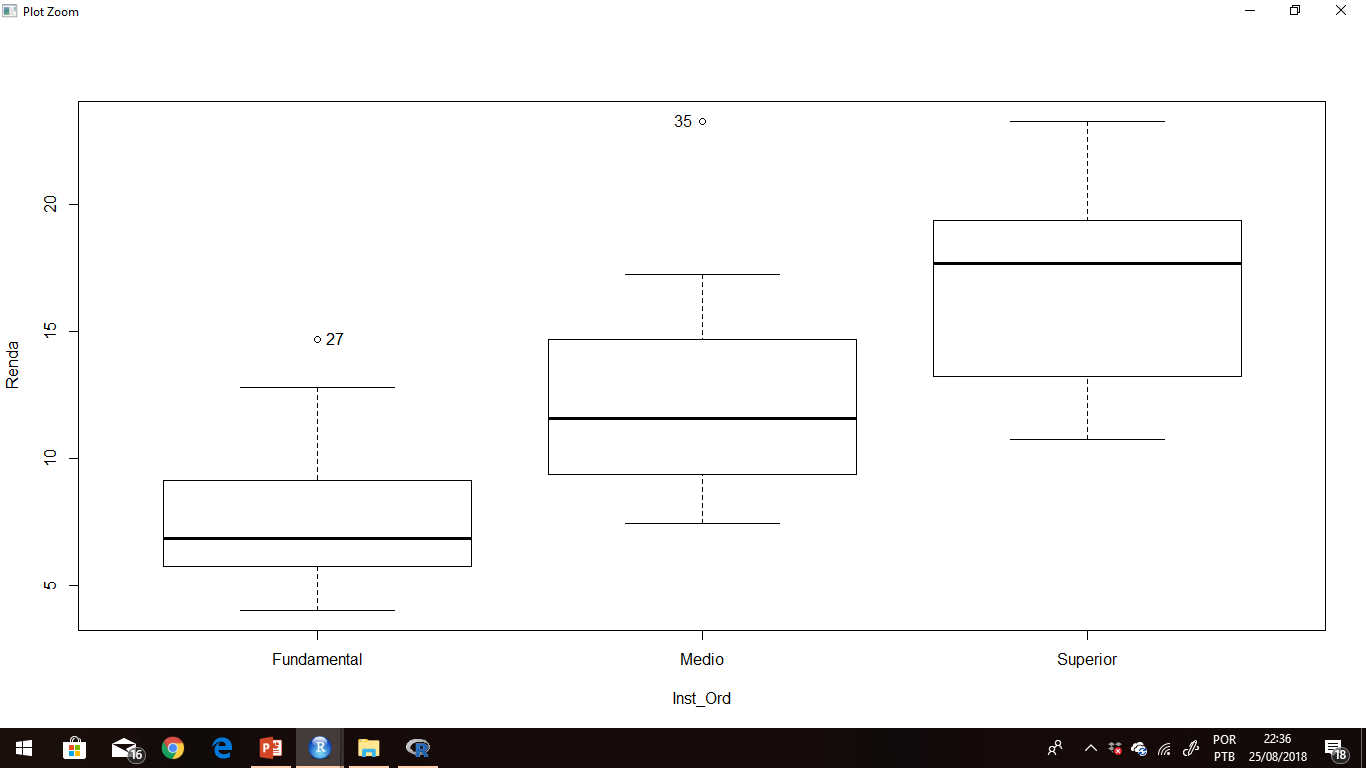 Plot Zoom
35
20
27
15
Renda
10
5
Fundamental Medio Superior
Inst_Ord
16
R
R
POR
PTB
22:36
25/08/2018
18